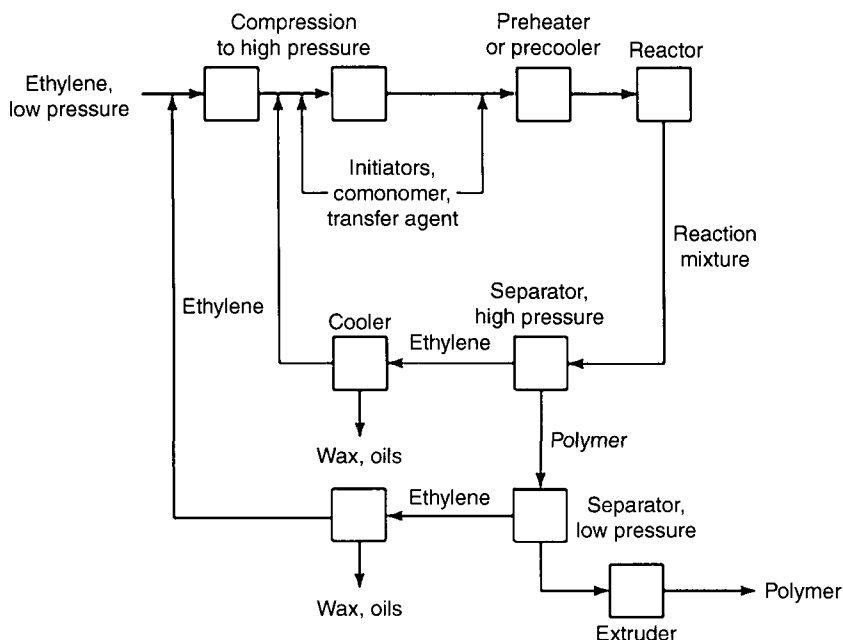 Compression
to high pressure
Preheater
or precooler
Reactor
Ethylene,
low pressure
Initiators,
comonomer,
transfer agent
Reaction
mixture
Ethylene
Cooler
Ethylene
Separator,
high pressure
Wax, oils
Polymer
Ethylene
Separator,
low pressure
Wax, oils
Polymer
Extruder